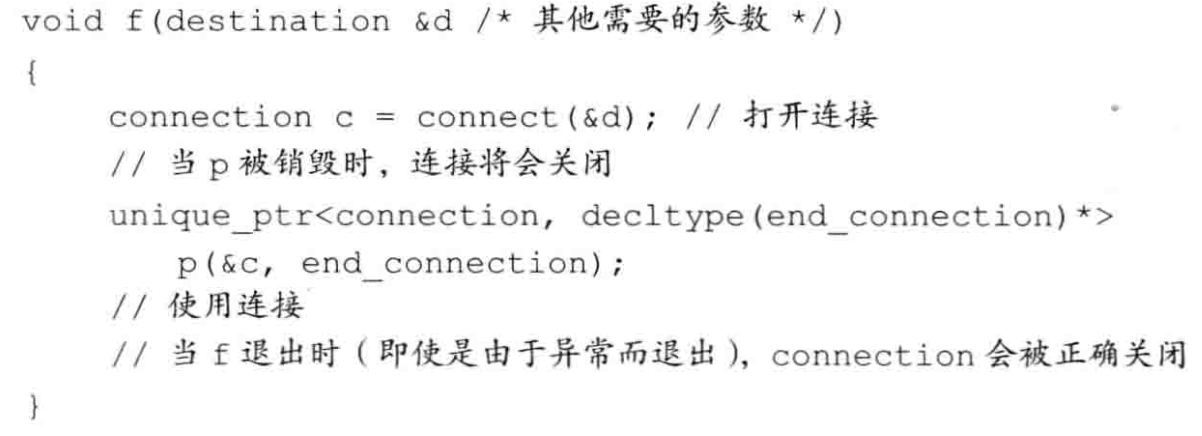 void f(destination &d /* 其他需要的参数 */)
{
connection c = connect(&d); // 打开连接
// 当 p 被销毁时，连接将会关闭
unique_ptr<connection, decltype(end_connection)*>
p(&c, end_connection);
// 使用连接
// 当 f 退出时（即使是由于异常而退出），connection 会被正确关闭
}